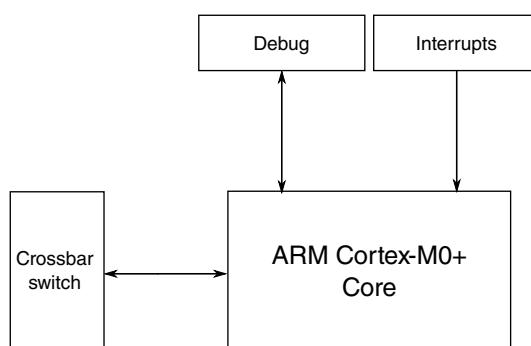 Debug
Interrupts
Crossbar
switch
ARM Cortex-M0+
Core